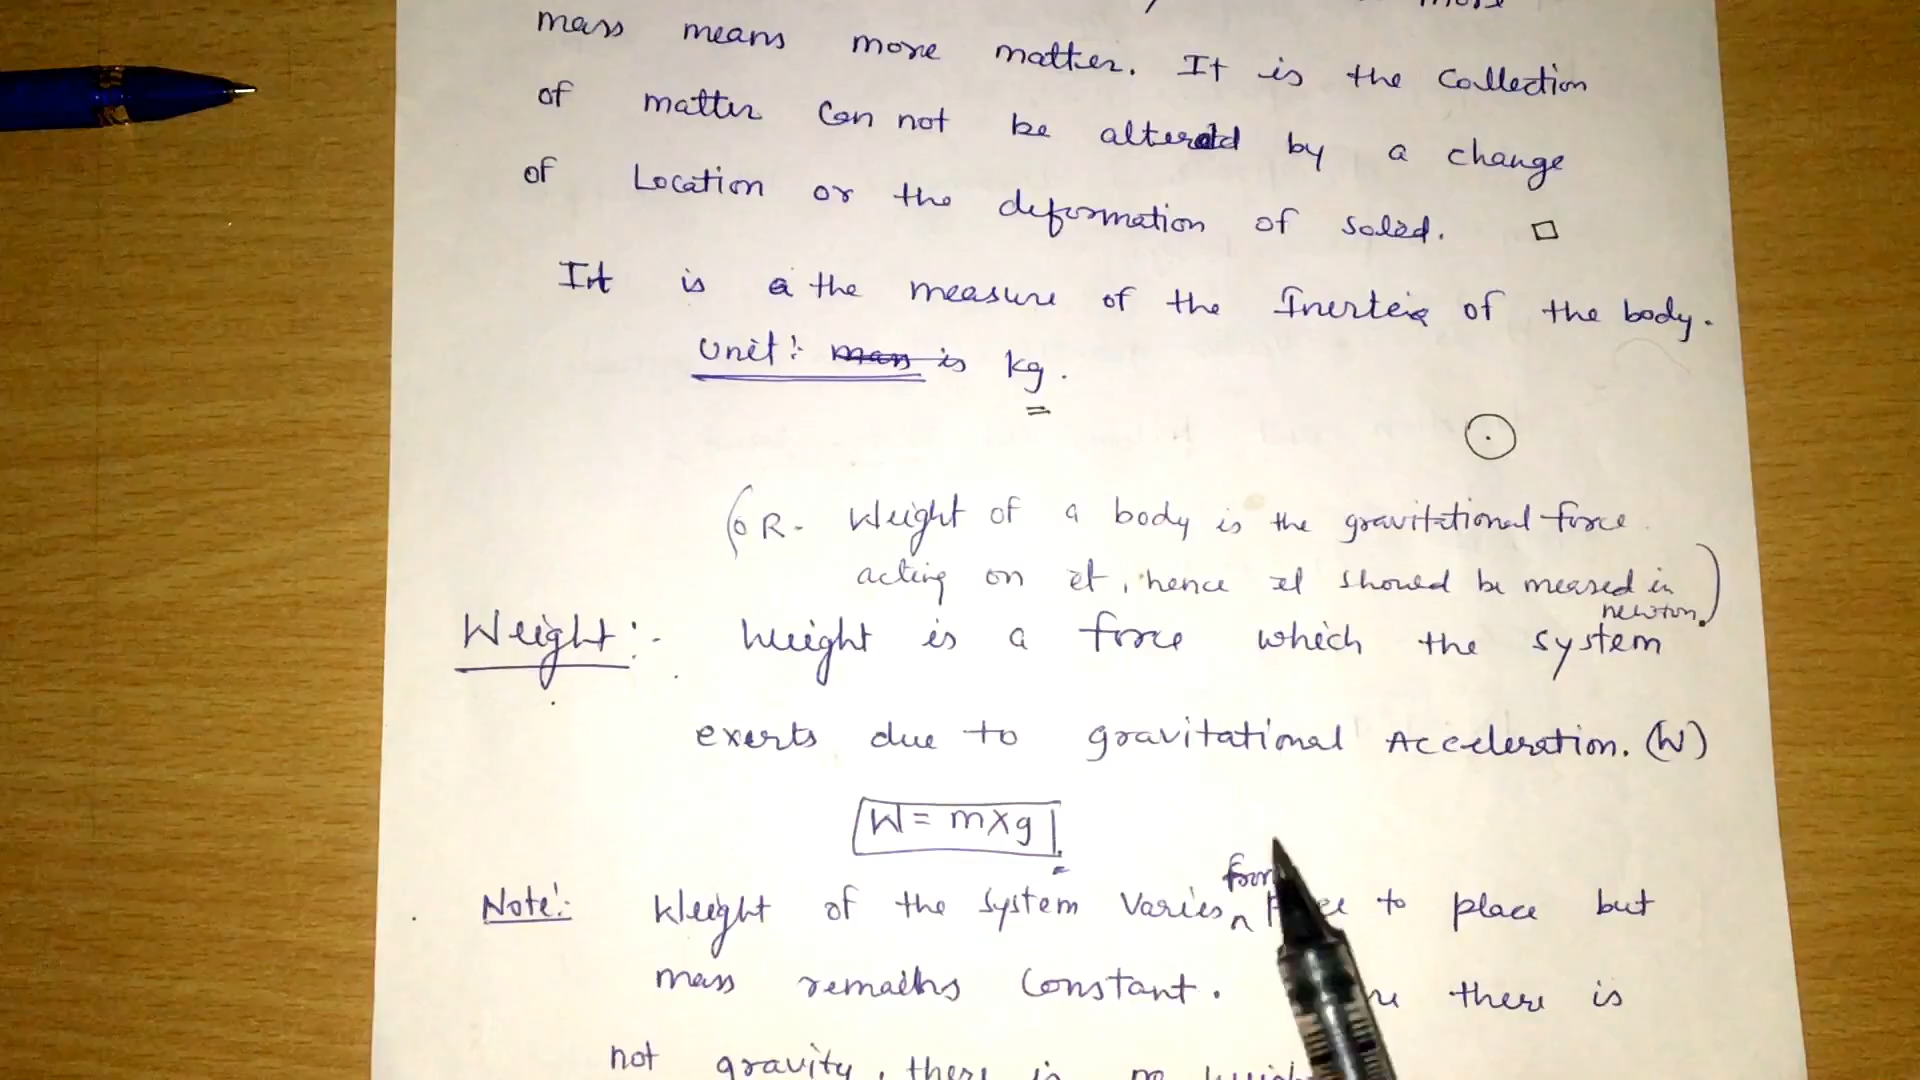 mass means more matter. It is the Collection
of matter Can not be altered by a change
of Location or the deformation of solid.
It is a the measure of the Inertia of the body.
Unit: mass is kg.
(OR- Weight of a body is the gravitational force
acting on it, hence it should be measred in
newton.)
Weight:- Weight is a force which the system
exerts due to gravitational Acceleration. (W)
W = m x g
Note: Weight of the system Varies to place but
mass remains Constant. there is
not gravity, there is no